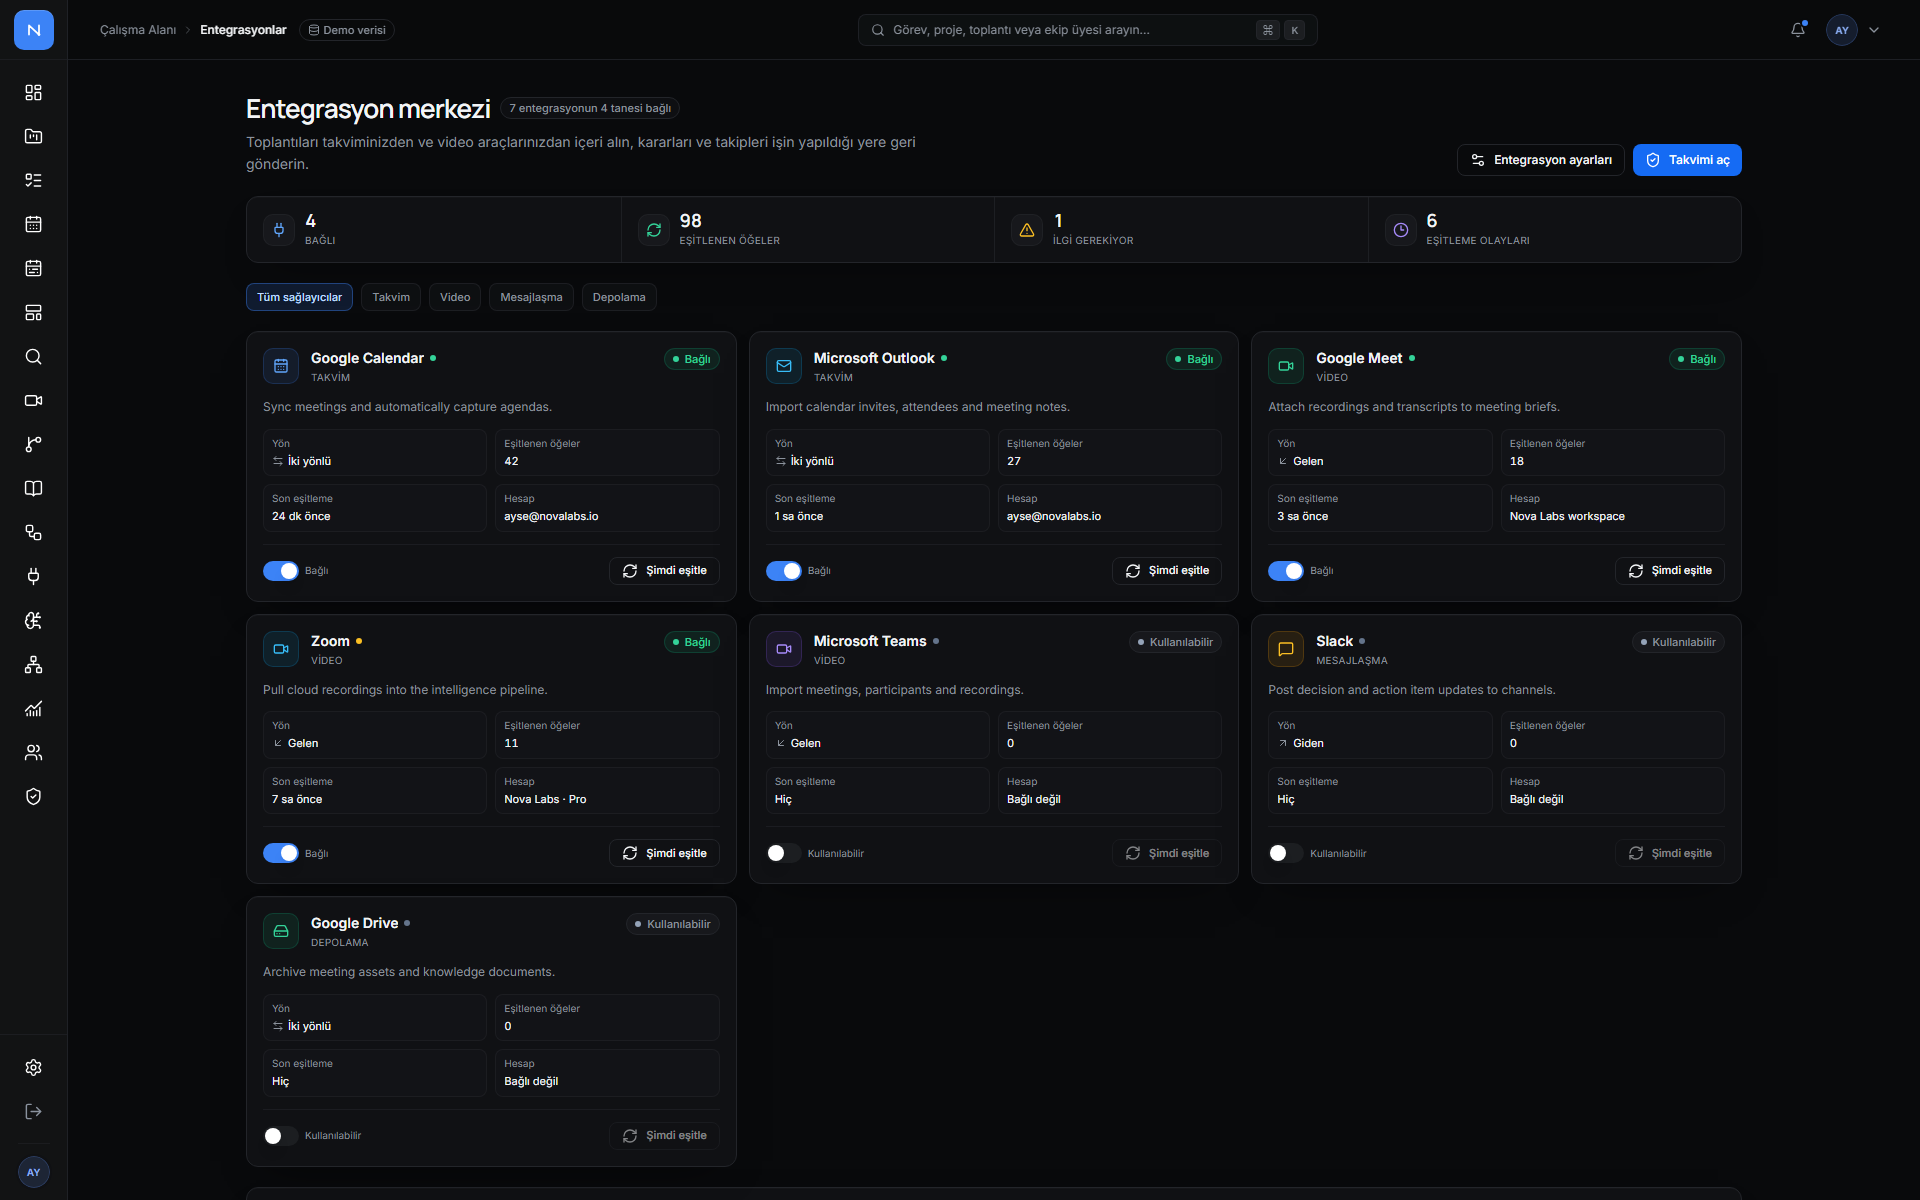 N
Çalışma Alanı
Entegrasyonlar
Demo verisi
Görev, proje, toplantı veya ekip üyesi arayın...
⌘ K
AY
Entegrasyon merkezi
7 entegrasyonun 4 tanesi bağlı
Toplantıları takviminizden ve video araçlarınızdan içeri alın, kararları ve takipleri işin yapıldığı yere geri
gönderin.
Entegrasyon ayarları
Takvimi aç
4
BAĞLI
98
EŞİTLENEN ÖĞELER
1
İLGİ GEREKİYOR
6
EŞİTLEME OLAYLARI
Tüm sağlayıcılar
Takvim
Video
Mesajlaşma
Depolama
Google Calendar
Bağlı
TAKVİM
Sync meetings and automatically capture agendas.
Yön
İki yönlü
Eşitlenen öğeler
42
Son eşitleme
24 dk önce
Hesap
ayse@novalabs.io
Bağlı
Şimdi eşitle
Microsoft Outlook
Bağlı
TAKVİM
Import calendar invites, attendees and meeting notes.
Yön
İki yönlü
Eşitlenen öğeler
27
Son eşitleme
1 sa önce
Hesap
ayse@novalabs.io
Bağlı
Şimdi eşitle
Google Meet
Bağlı
VİDEO
Attach recordings and transcripts to meeting briefs.
Yön
Gelen
Eşitlenen öğeler
18
Son eşitleme
3 sa önce
Hesap
Nova Labs workspace
Bağlı
Şimdi eşitle
Zoom
Bağlı
VİDEO
Pull cloud recordings into the intelligence pipeline.
Yön
Gelen
Eşitlenen öğeler
11
Son eşitleme
7 sa önce
Hesap
Nova Labs · Pro
Bağlı
Şimdi eşitle
Microsoft Teams
Kullanılabilir
VİDEO
Import meetings, participants and recordings.
Yön
Gelen
Eşitlenen öğeler
0
Son eşitleme
Hiç
Hesap
Bağlı değil
Kullanılabilir
Şimdi eşitle
Slack
Kullanılabilir
MESAJLAŞMA
Post decision and action item updates to channels.
Yön
Giden
Eşitlenen öğeler
0
Son eşitleme
Hiç
Hesap
Bağlı değil
Kullanılabilir
Şimdi eşitle
Google Drive
Kullanılabilir
DEPOLAMA
Archive meeting assets and knowledge documents.
Yön
İki yönlü
Eşitlenen öğeler
0
Son eşitleme
Hiç
Hesap
Bağlı değil
Kullanılabilir
Şimdi eşitle
AY